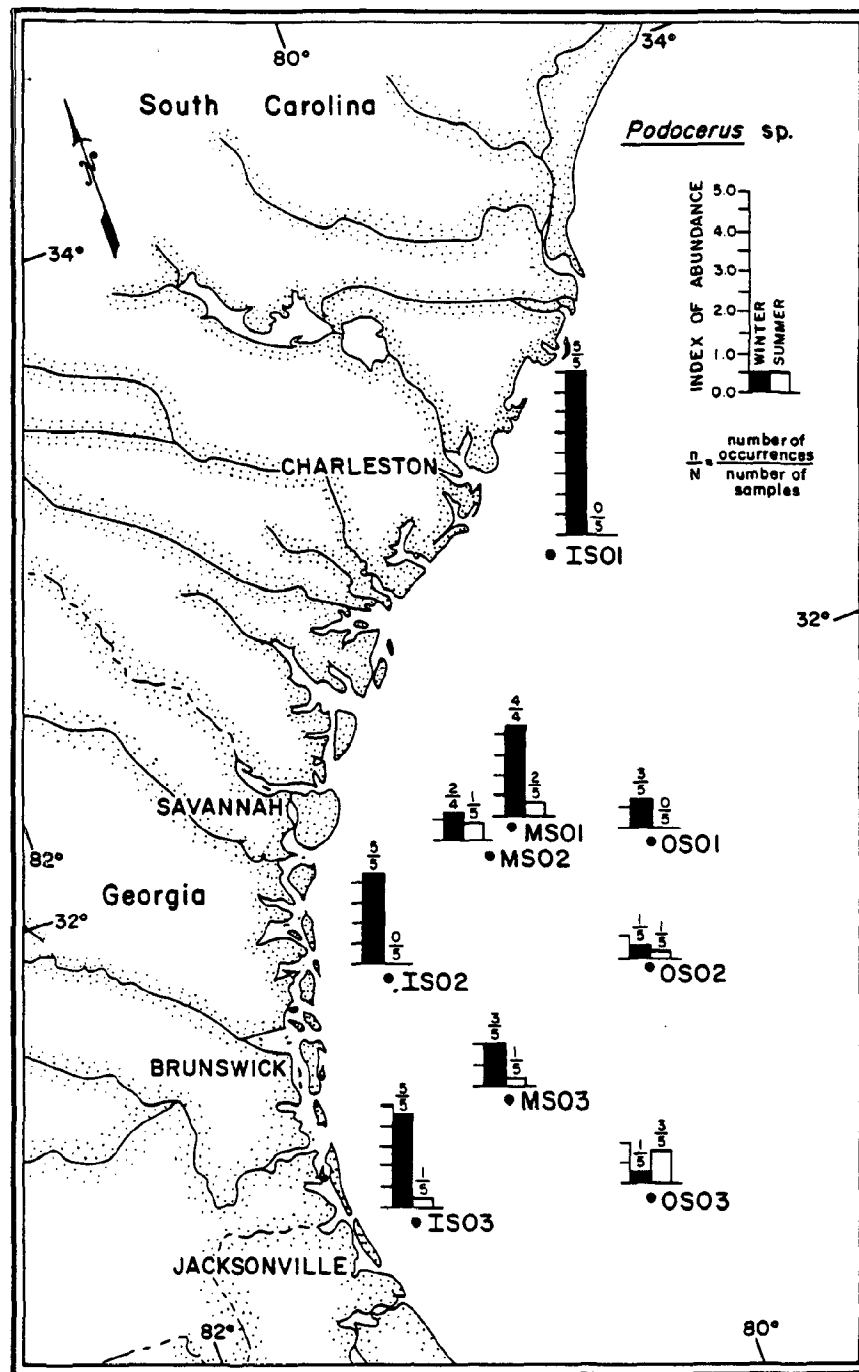 80°
34°
South Carolina
Podocerus sp.
N
34°
INDEX OF ABUNDANCE
5.0
4.0
3.0
2.0
1.0
0.0
WINTER
SUMMER
n/N = number of occurrences
number of
samples
5/5
0/5
CHARLESTON
IS01
32°
4/4
2/5
2/4
1/5
3/5
0/5
SAVANNAH
MS01
MS02
OS01
82°
5/5
0/5
Georgia
32°
1/5
1/5
IS02
OS02
3/5
1/5
BRUNSWICK
MS03
5/5
1/5
1/5
3/5
IS03
OS03
JACKSONVILLE
82°
80°